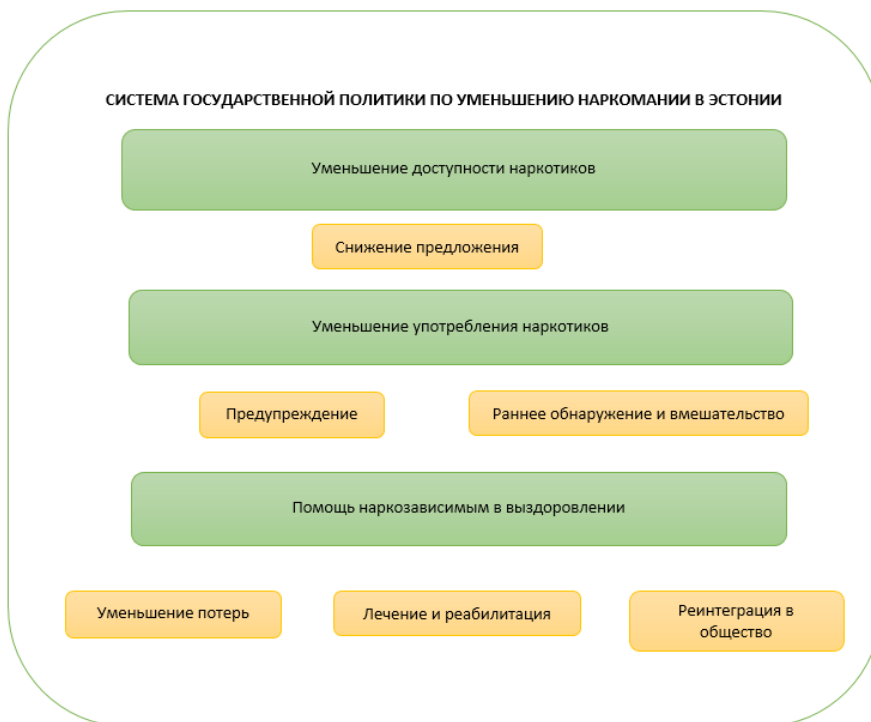 СИСТЕМА ГОСУДАРСТВЕННОЙ ПОЛИТИКИ ПО УМЕНЬШЕНИЮ НАРКОМАНИИ В ЭСТОНИИ
Уменьшение доступности наркотиков
Снижение предложения
Уменьшение употребления наркотиков
Предупреждение
Раннее обнаружение и вмешательство
Помощь наркозависимым в выздоровлении
Уменьшение потерь
Лечение и реабилитация
Реинтеграция в
общество